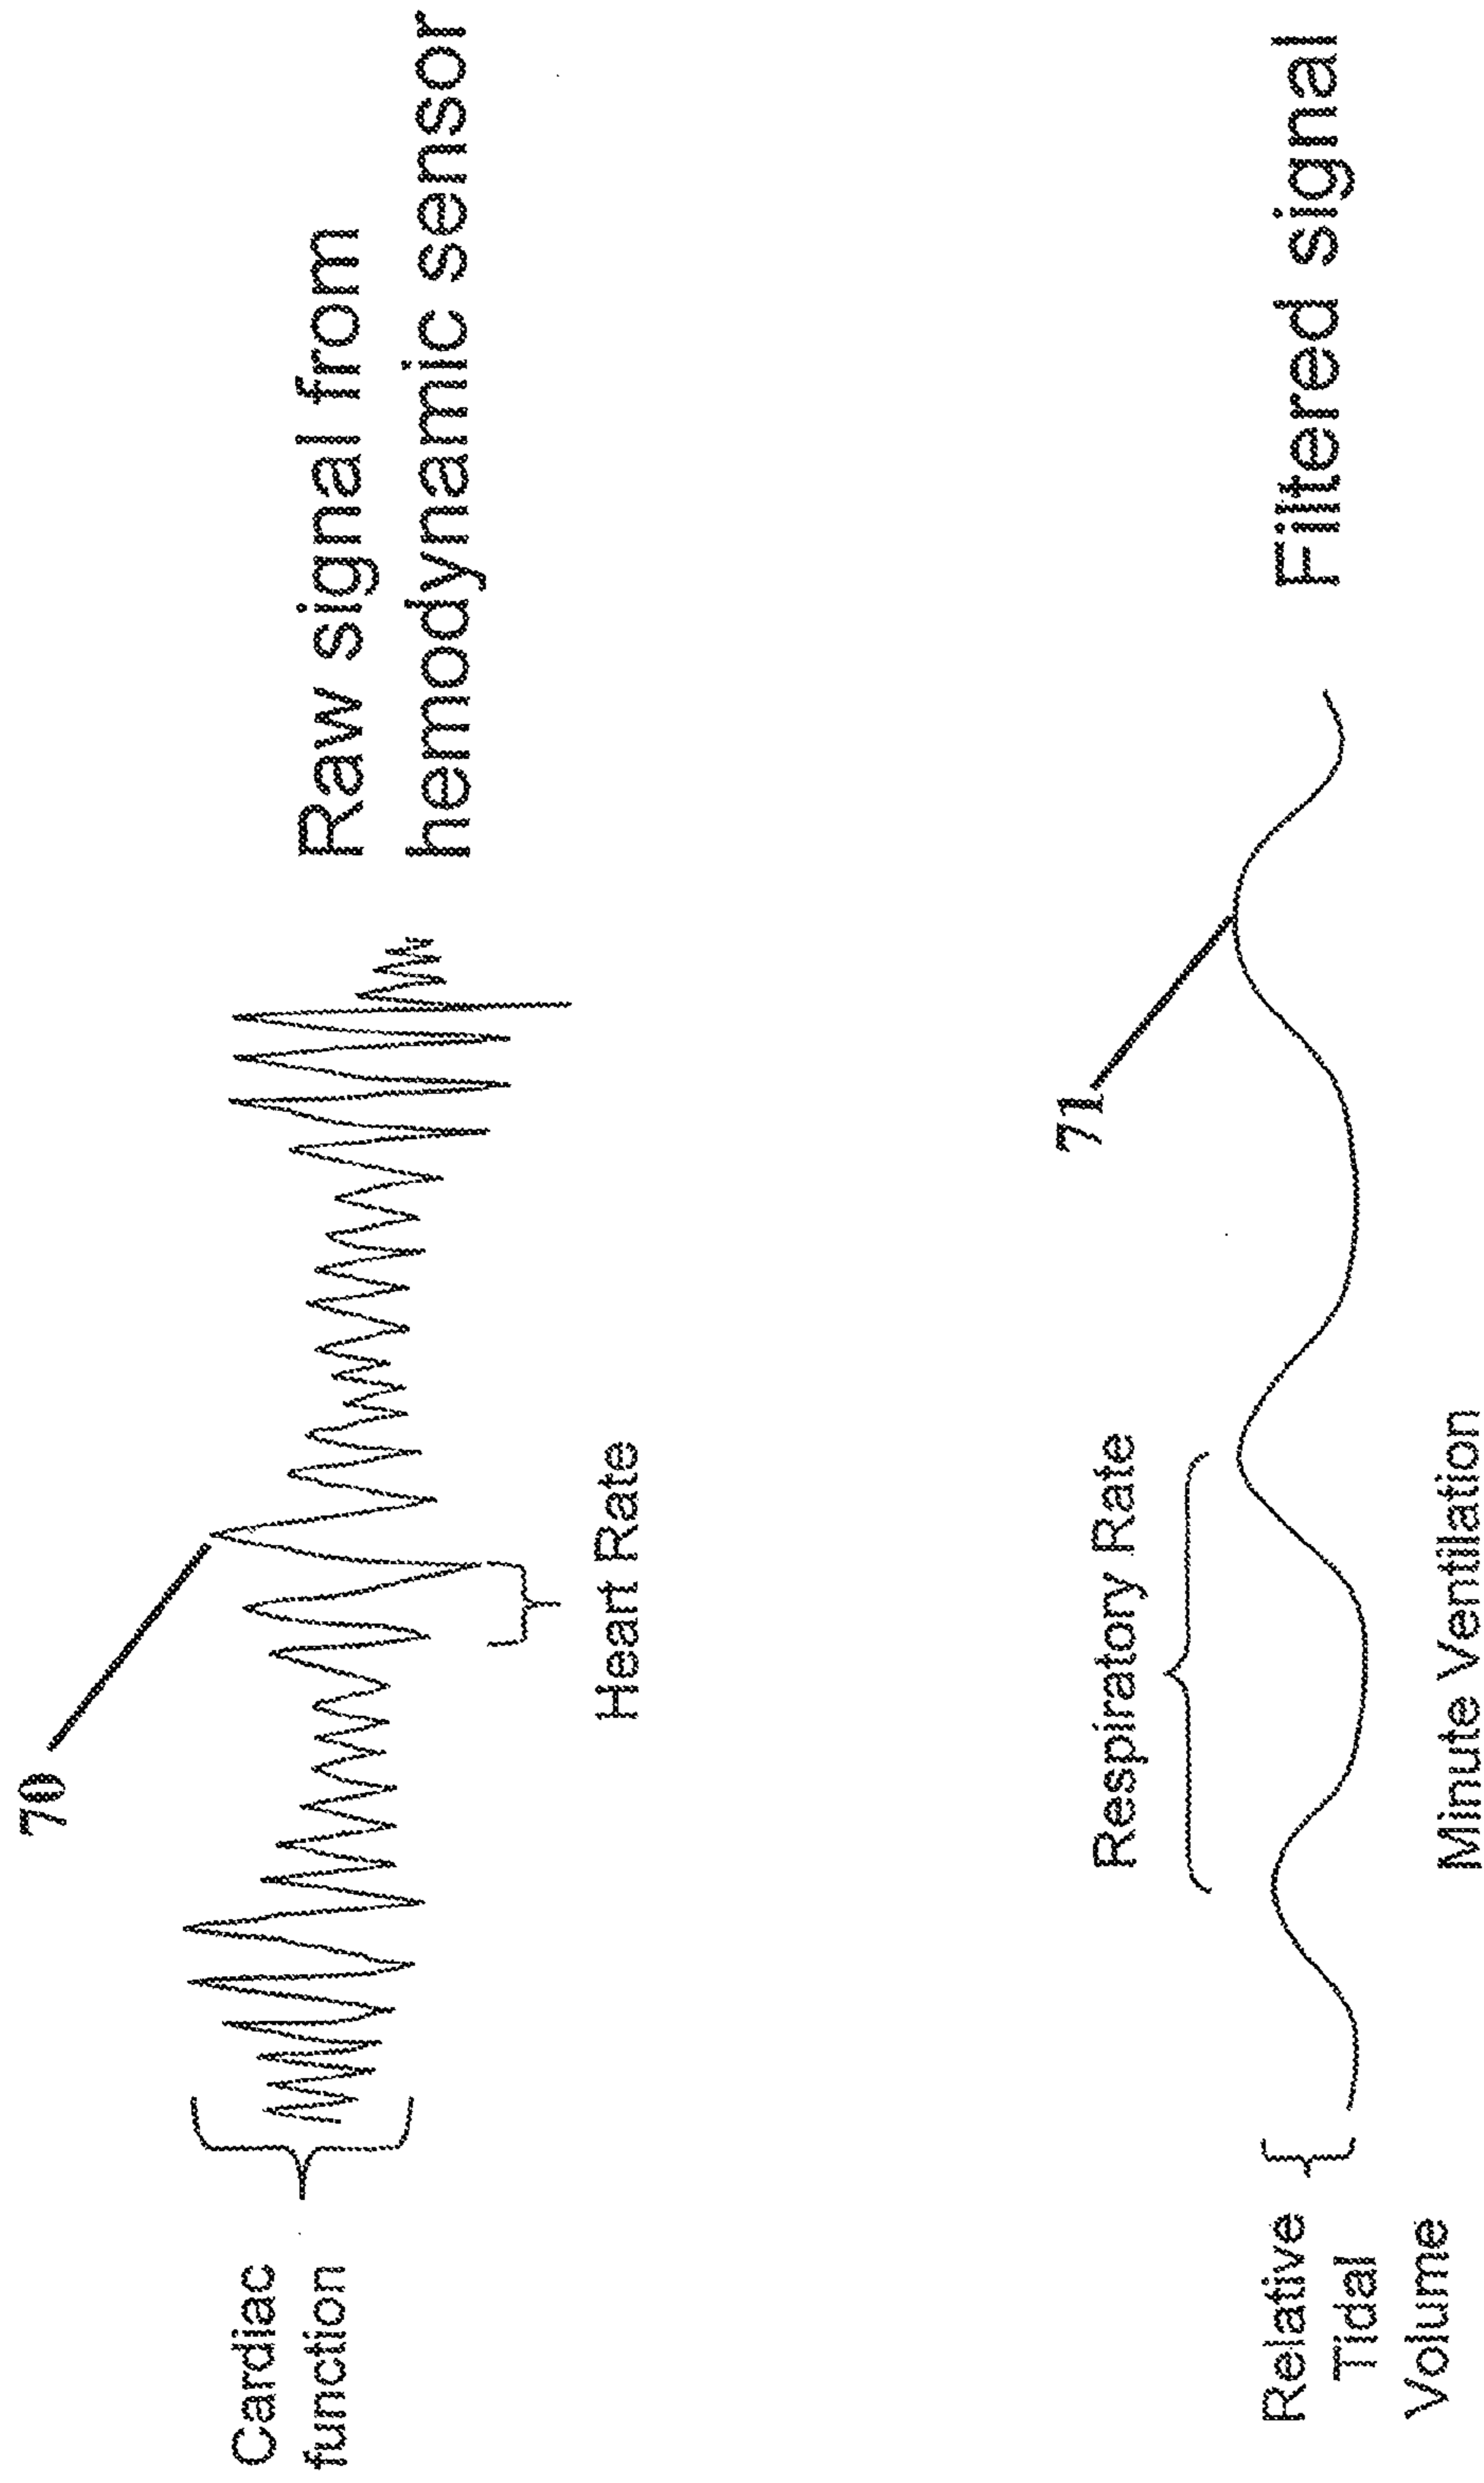 70
Cardiac
function
Raw signal from
hemodynamic sensor
Heart Rate
71
Respiratory Rate
Relative
Tidal
Volume
Filtered signal
Minute Ventilation